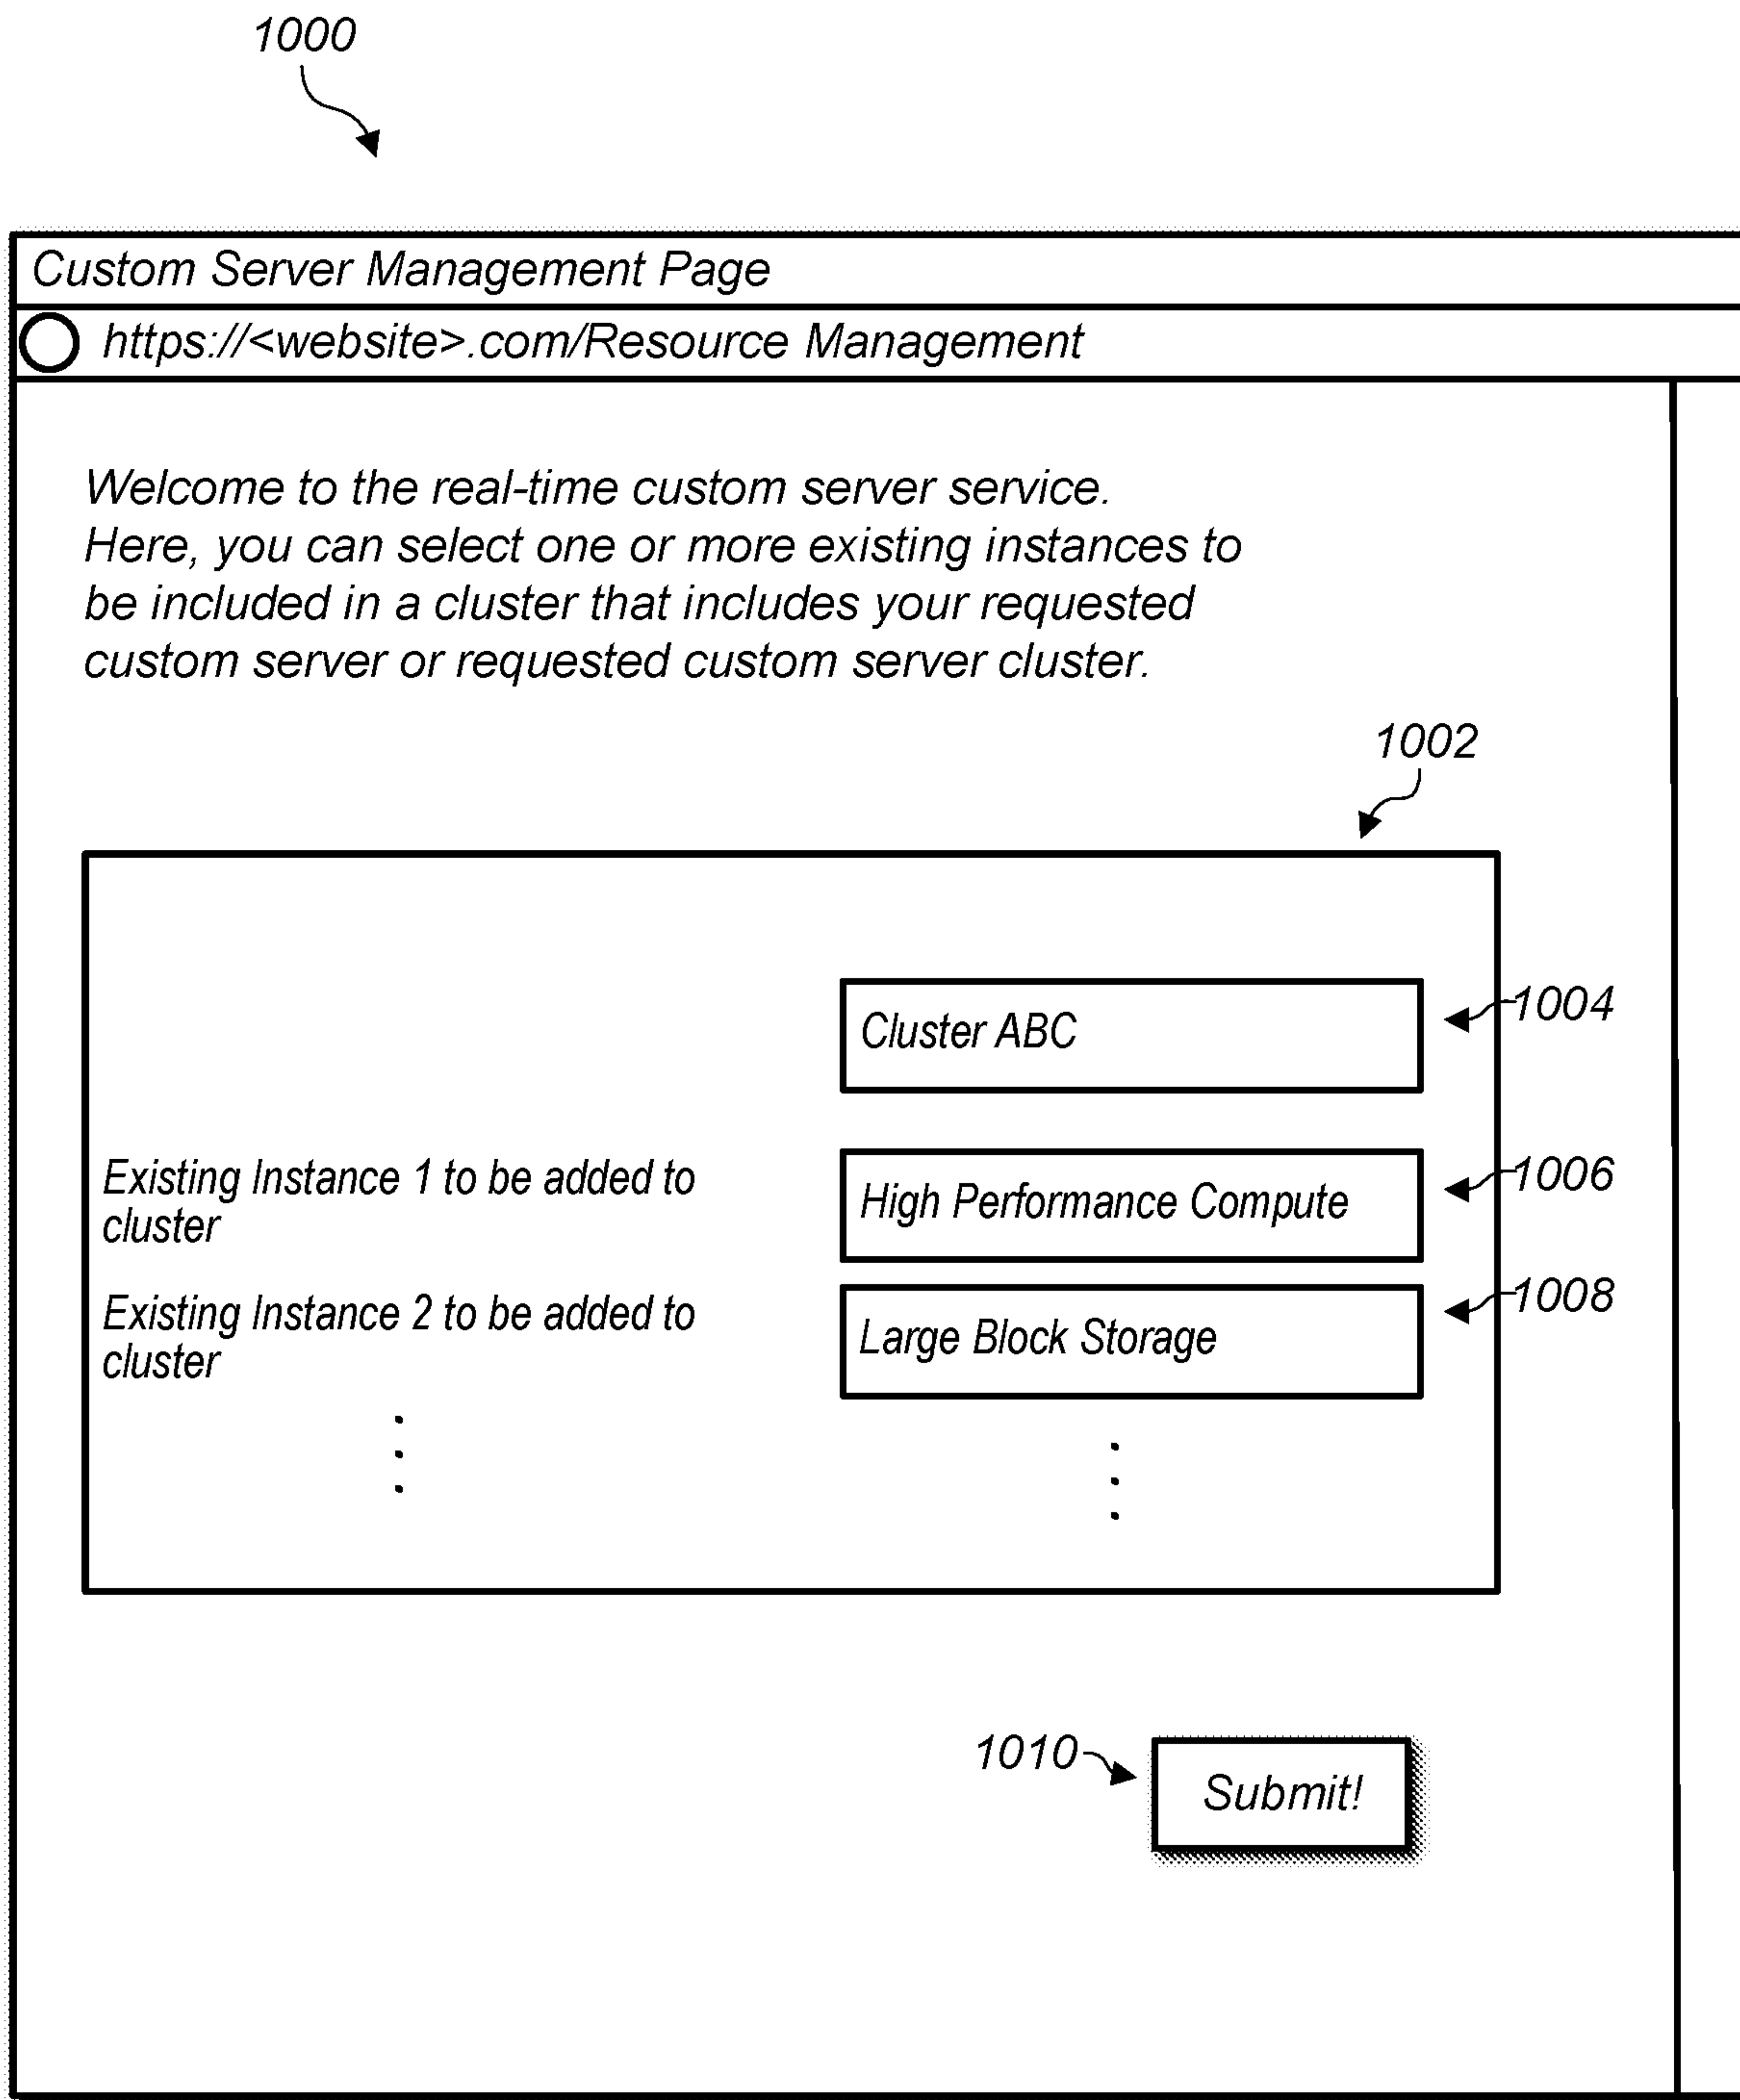 1000
Custom Server Management Page
https://<website>.com/Resource Management
Welcome to the real-time custom server service.
Here, you can select one or more existing instances to
be included in a cluster that includes your requested
custom server or requested custom server cluster.
1002
Cluster ABC
1004
Existing Instance 1 to be added to
cluster
High Performance Compute
1006
Existing Instance 2 to be added to
cluster
Large Block Storage
1008
1010
Submit!